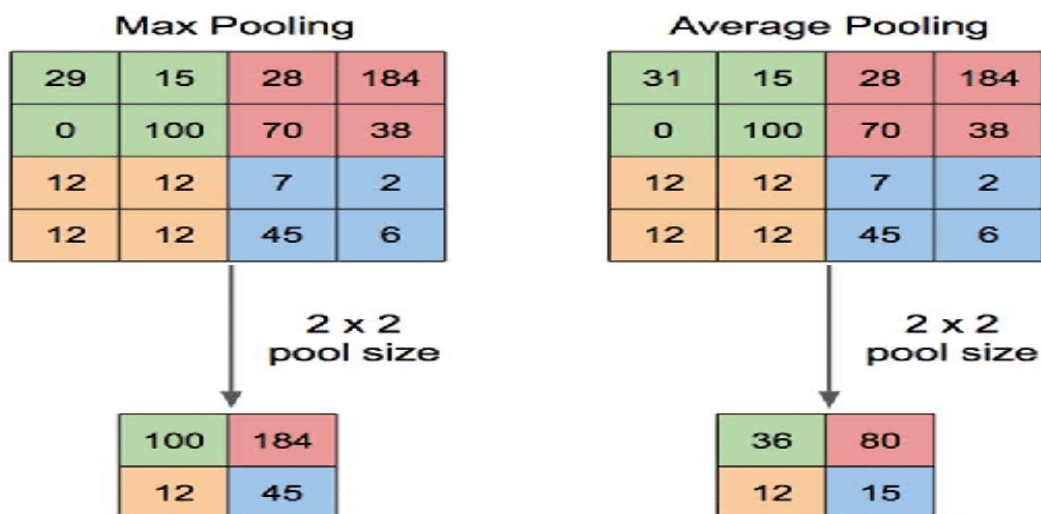 Max Pooling
29 15 28 184
0 100 70 38
12 12 7 2
12 12 45 6
2 x 2
pool size
100 184
12 45
Average Pooling
31 15 28 184
0 100 70 38
12 12 7 2
12 12 45 6
2 x 2
pool size
36 80
12 15